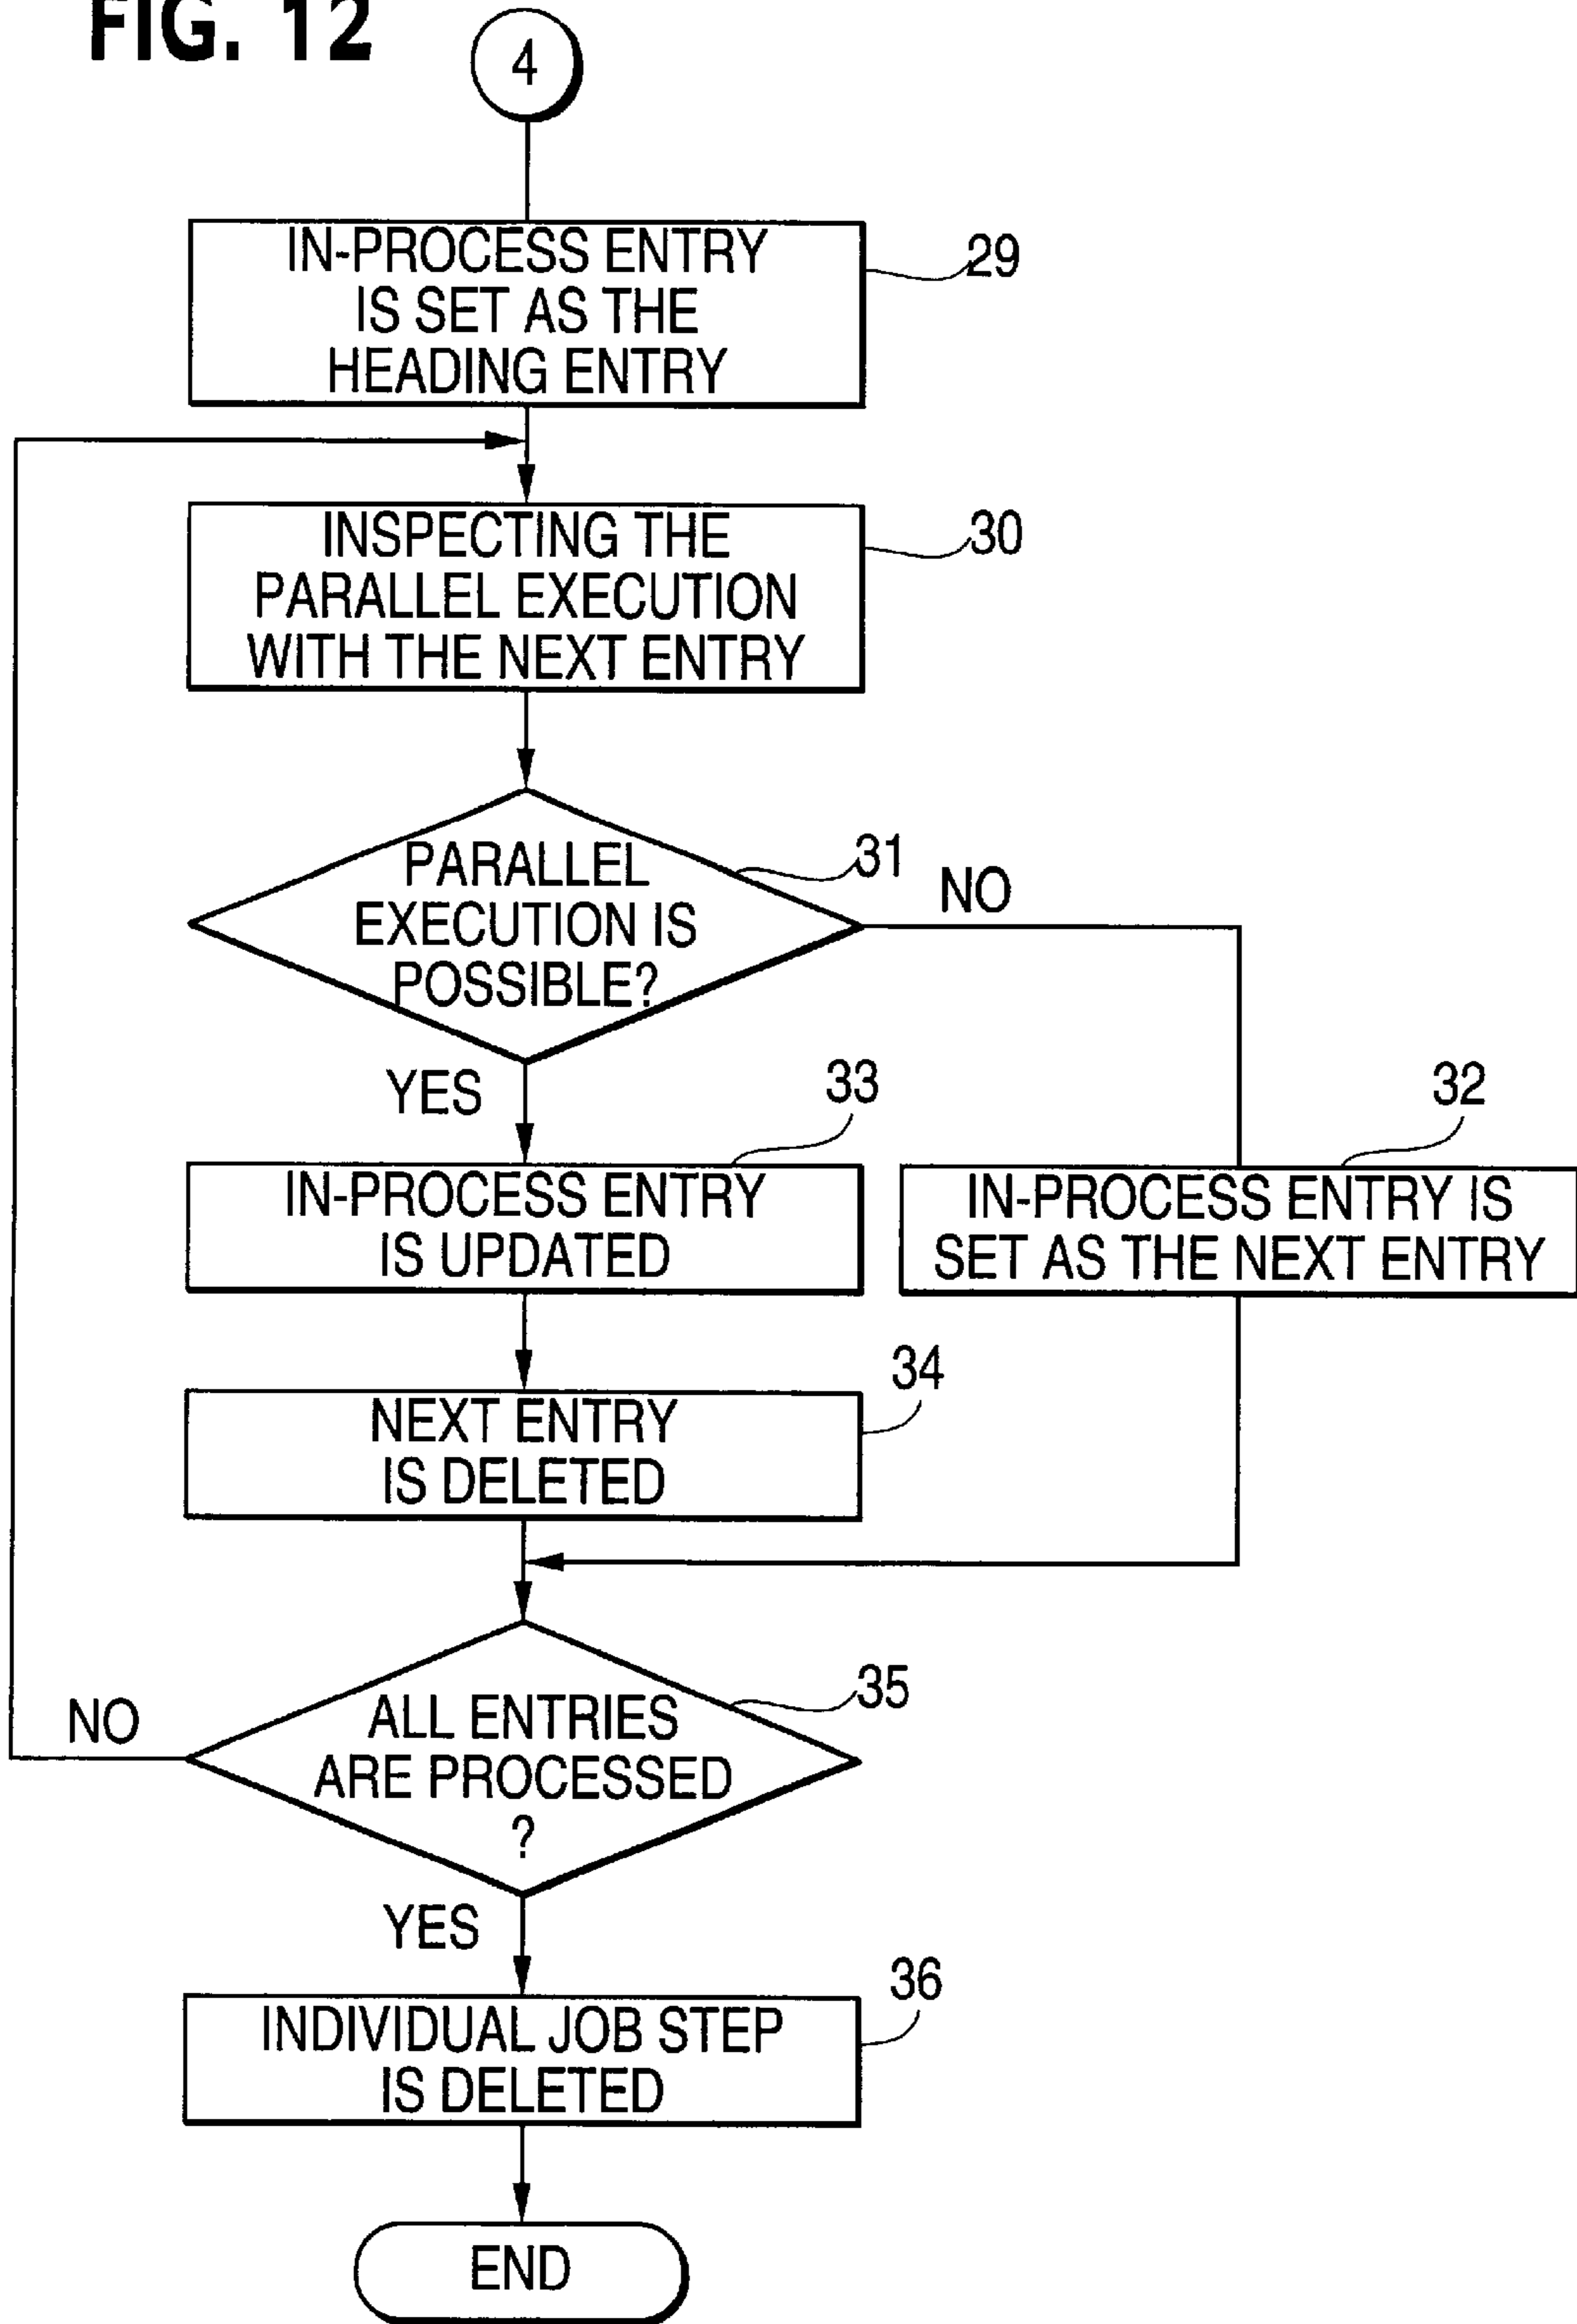 FIG. 12
4
IN-PROCESS ENTRY
IS SET AS THE
HEADING ENTRY
29
INSPECTING THE
PARALLEL EXECUTION
WITH THE NEXT ENTRY
30
PARALLEL
EXECUTION IS
POSSIBLE?
31
NO
YES
33
IN-PROCESS ENTRY
IS UPDATED
32
IN-PROCESS ENTRY IS
SET AS THE NEXT ENTRY
34
NEXT ENTRY
IS DELETED
35
ALL ENTRIES
ARE PROCESSED
?
NO
YES
36
INDIVIDUAL JOB STEP
IS DELETED
END